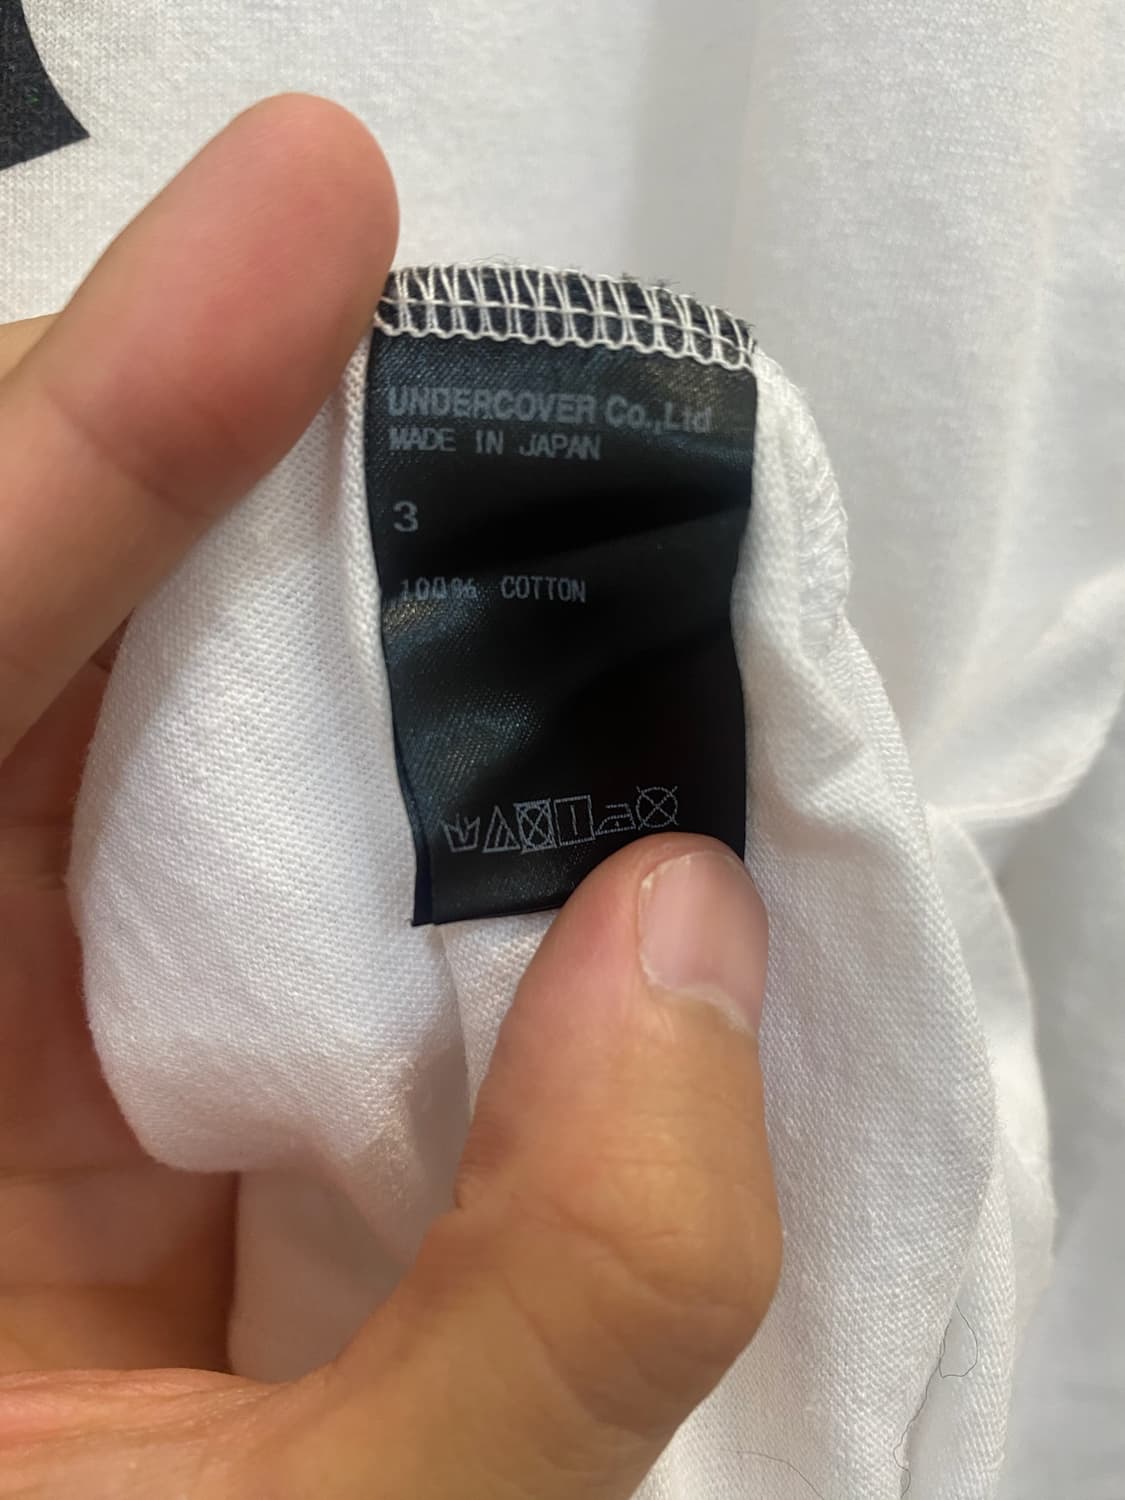 UNDERCOVER Co.,Ltd
MADE IN JAPAN
3
100% COTTON